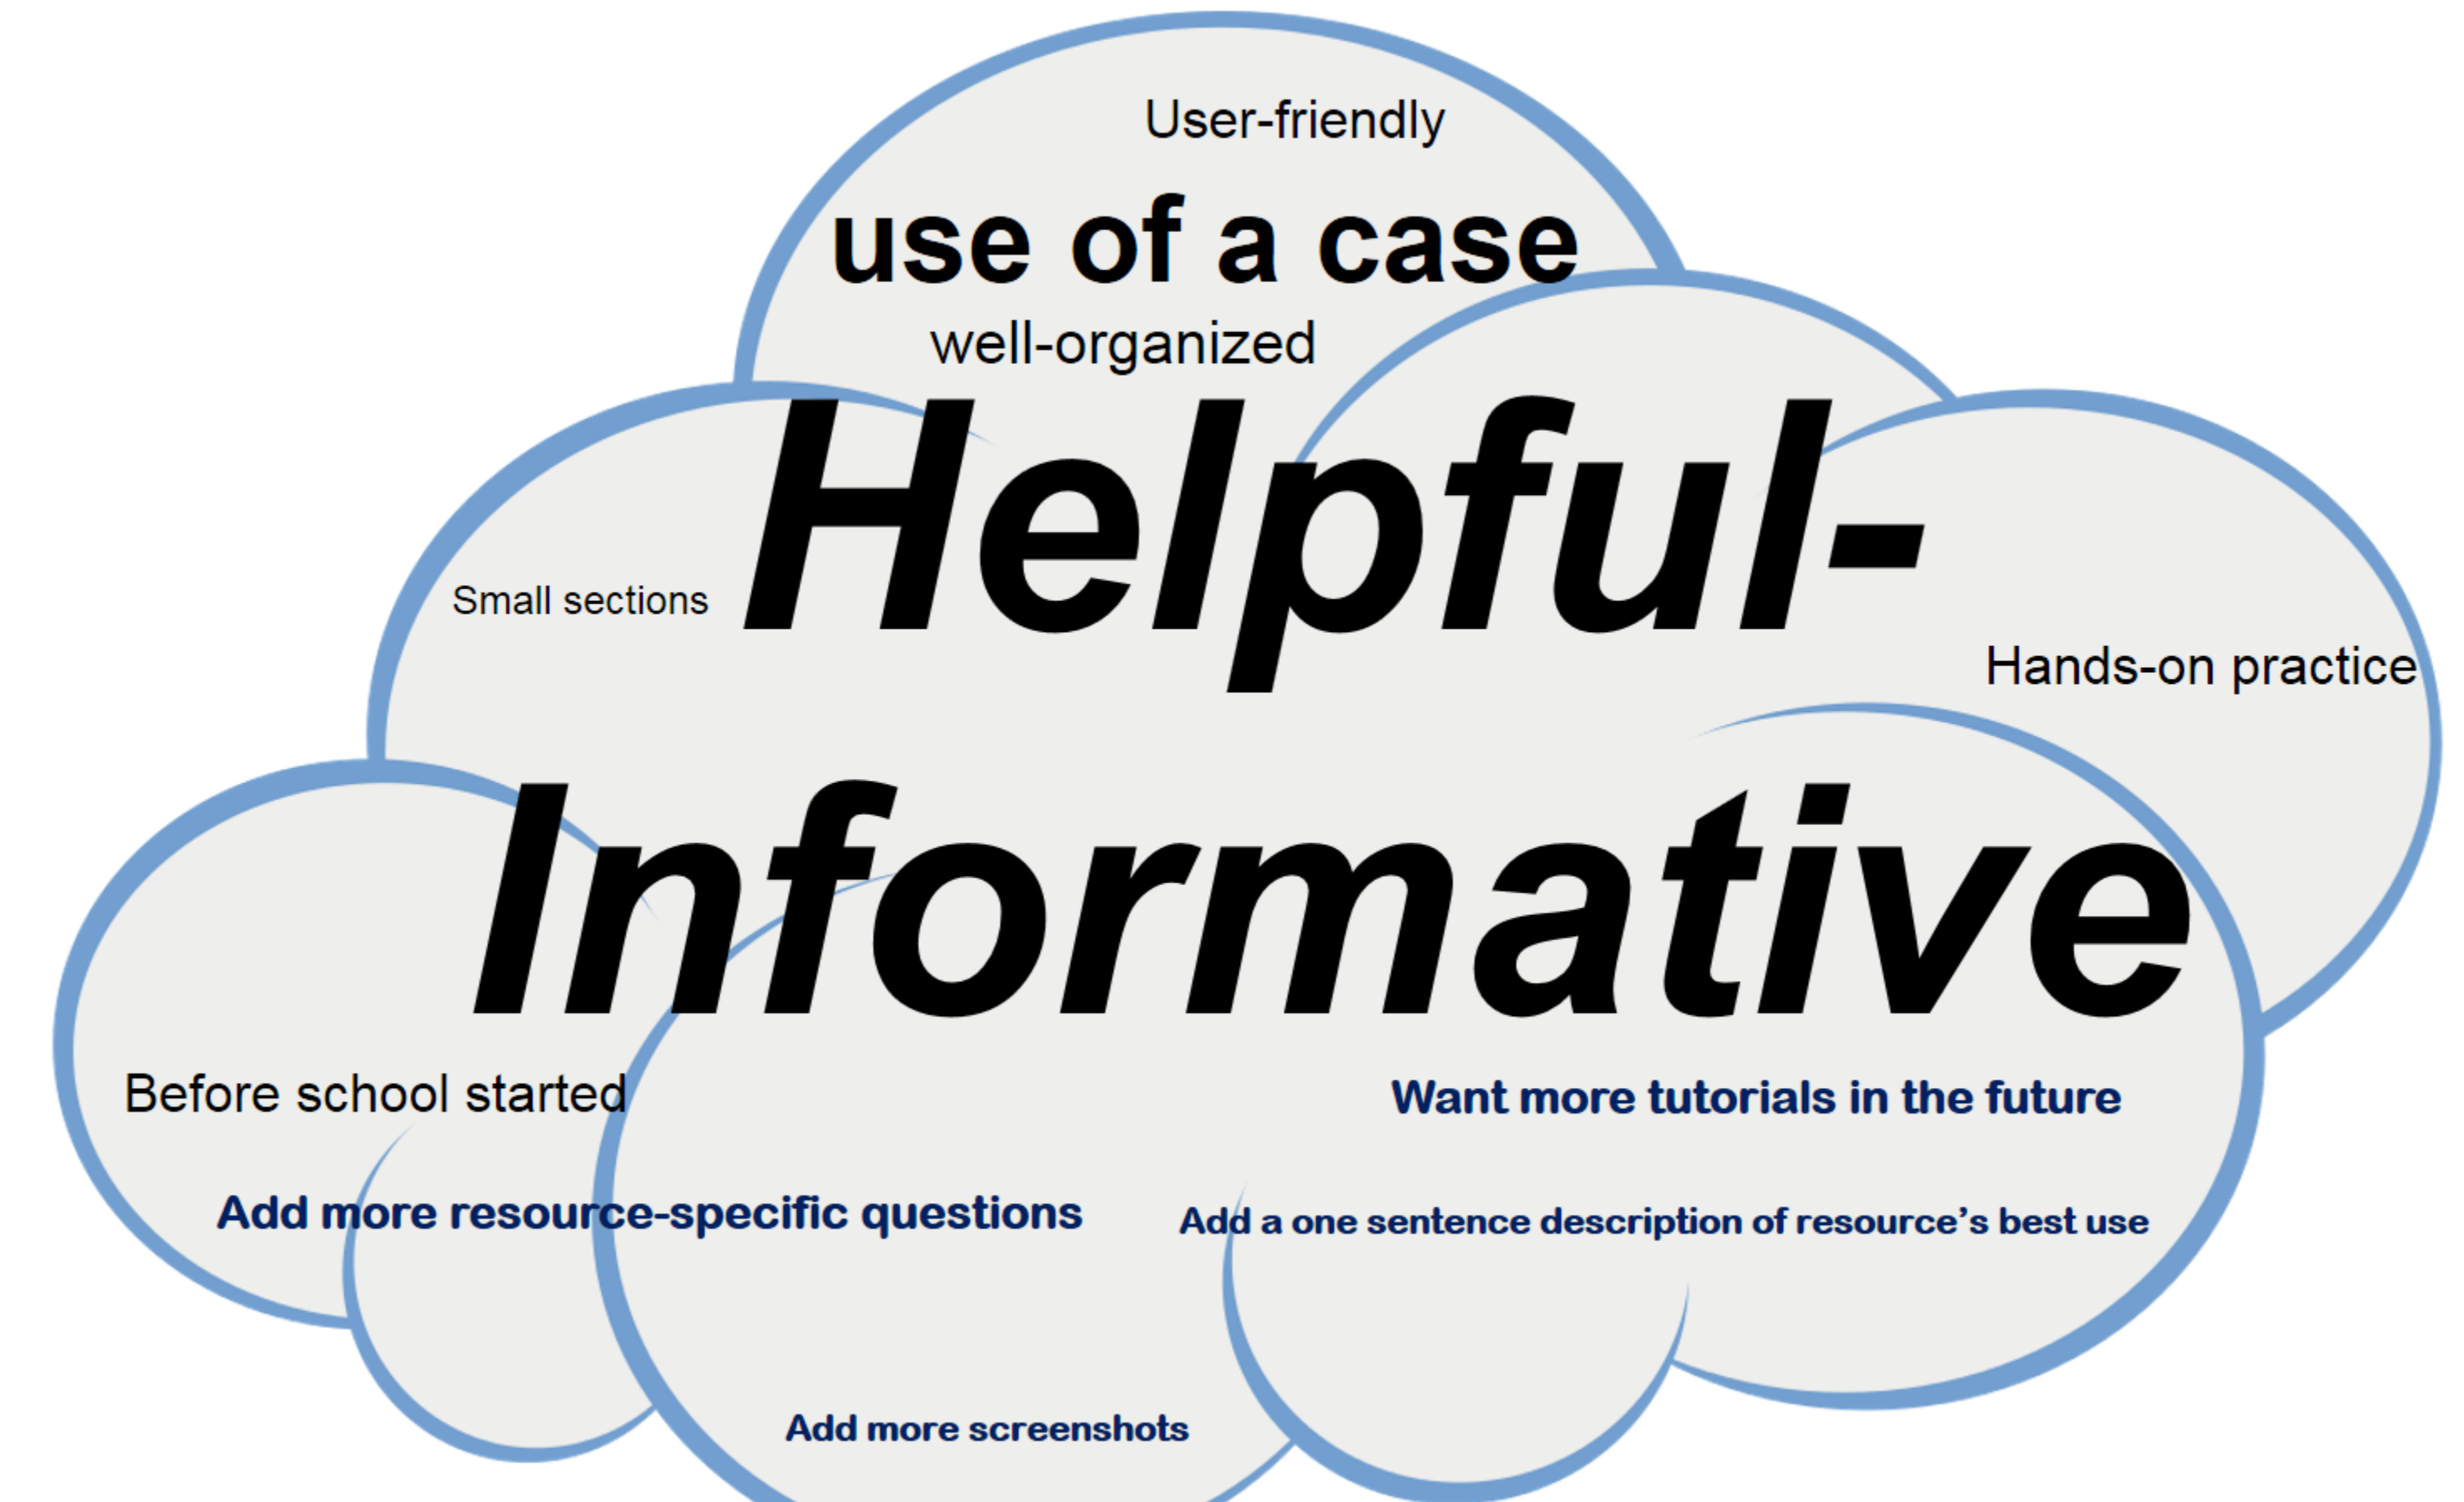 User-friendly
use of a case
well-organized
Helpful-
Small sections
Hands-on practice
Informative
Before school started
Want more tutorials in the future
Add more resource-specific questions
Add a one sentence description of resource’s best use
Add more screenshots